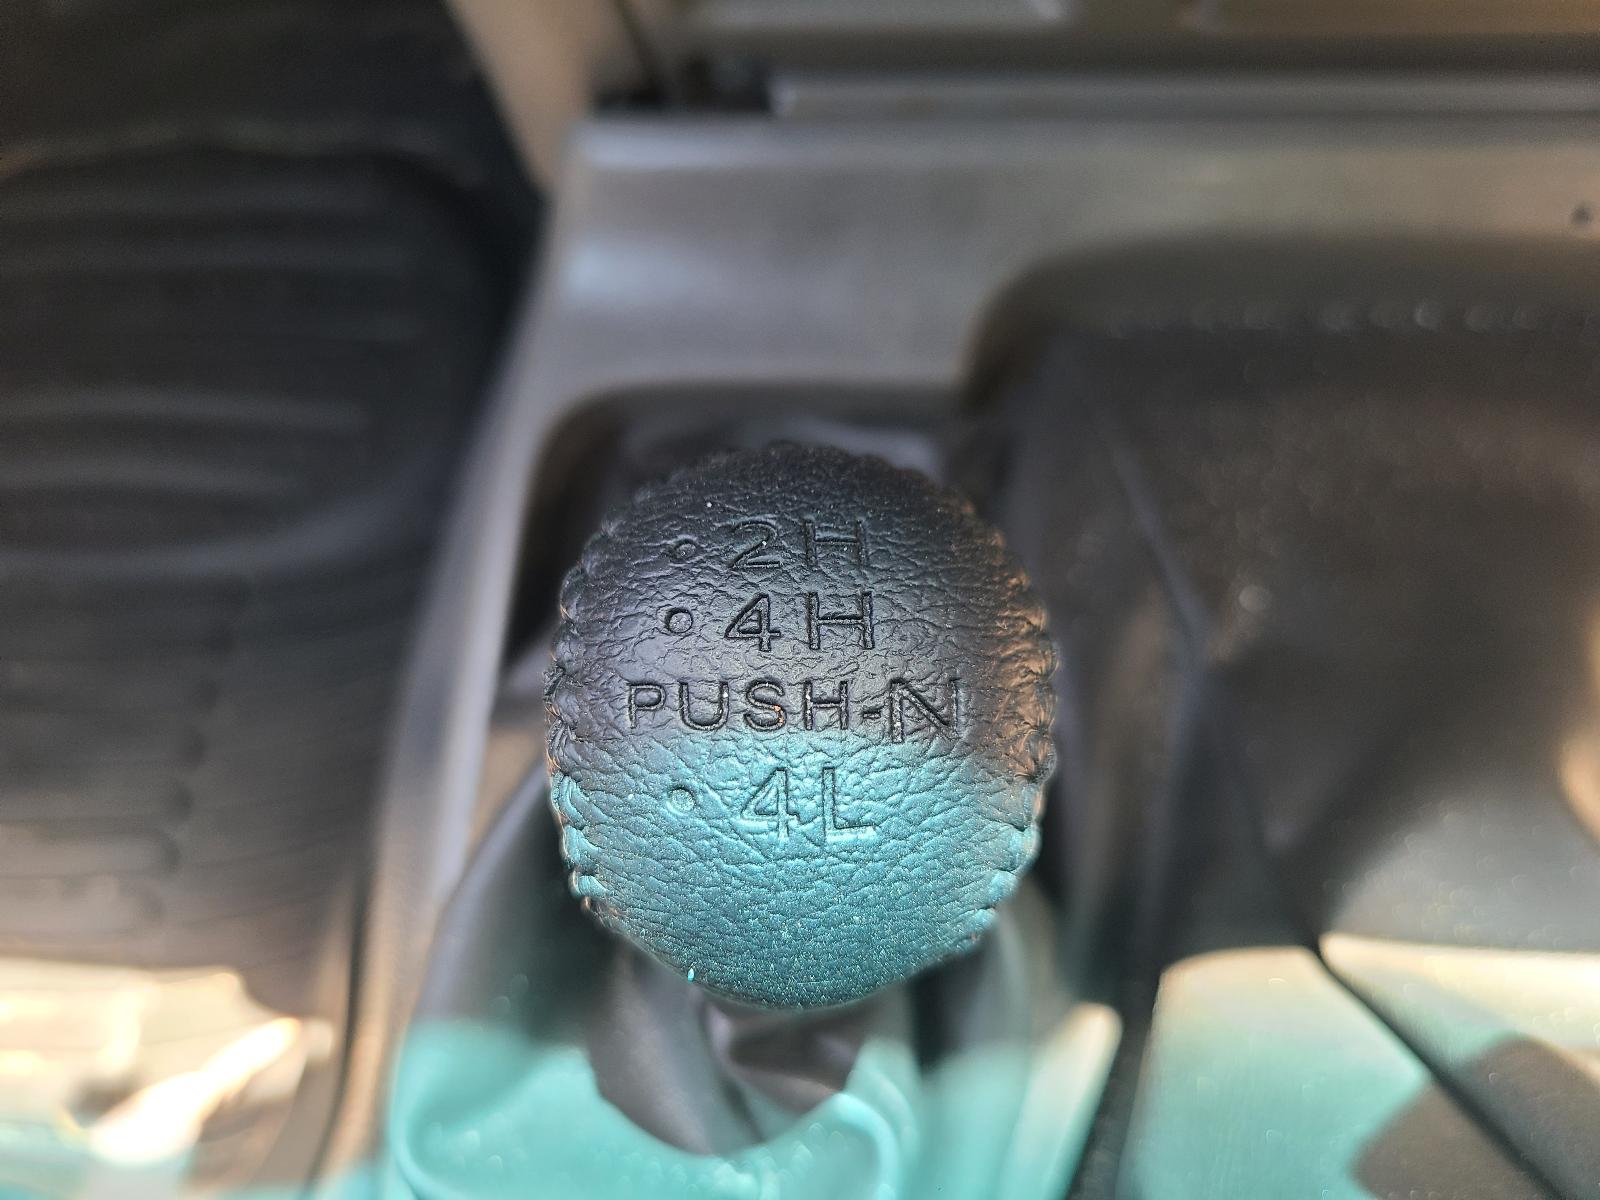 • 2H
• 4H
PUSH-N
• 4L